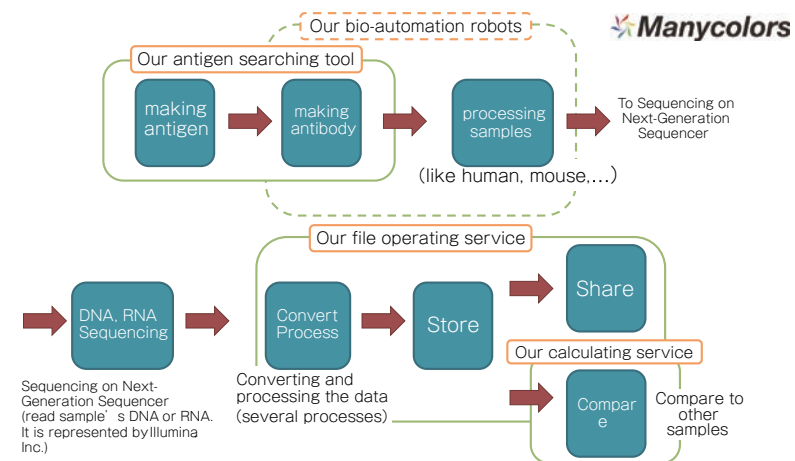 Our bio-automation robots
Manycolors
Our antigen searching tool
making
antigen
making
antibody
processing
samples
To Sequencing on
Next-Generation
Sequencer
(like human, mouse,…)
Our file operating service
DNA, RNA
Sequencing
Convert
Process
Store
Share
Our calculating service
Sequencing on Next-
Generation Sequencer
(read sample's DNA or RNA.
It is represented by Illumina
Inc.)
Converting and
processing the data
(several processes)
Compar
e
Compare to
other
samples